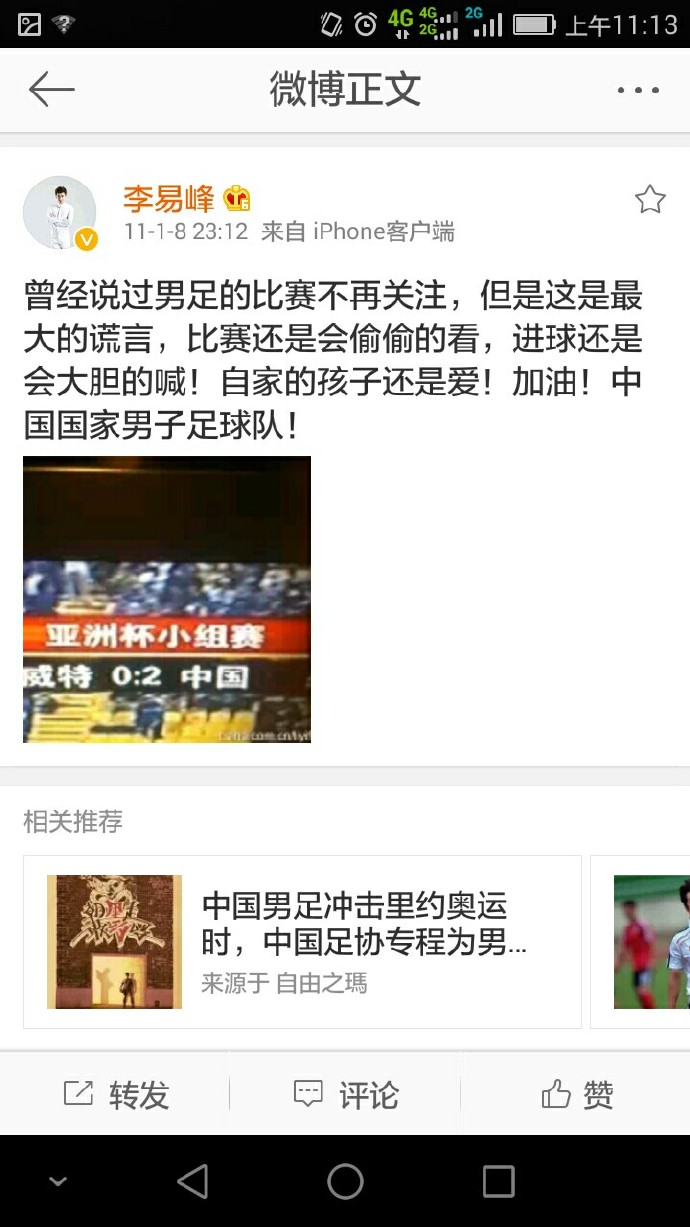 4G 4G 2G 2G 上午11:13
微博正文
李易峰
V
11-1-8 23:12 来自 iPhone客户端
曾经说过男足的比赛不再关注，但是这是最
大的谎言，比赛还是会偷偷的看，进球还是
会大胆的喊！自家的孩子还是爱！加油！中
国国家男子足球队！
亚洲杯小组赛
威特 0:2 中国
相关推荐
中国男足冲击里约奥运
时，中国足协专程为男...
来源于 自由之瑪
转发
评论
赞